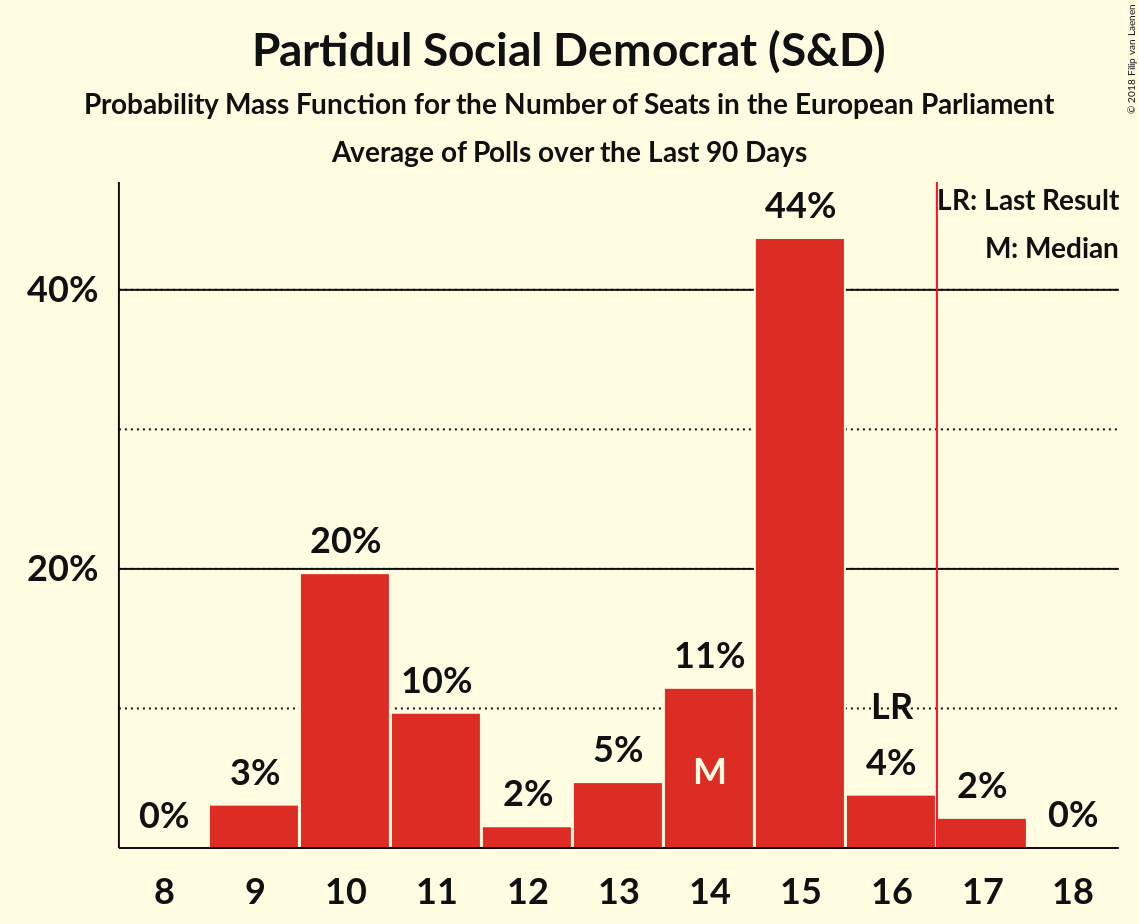 Partidul Social Democrat (S&D)
Probability Mass Function for the Number of Seats in the European Parliament
Average of Polls over the Last 90 Days
© 2018 Filip van Laenen
LR: Last Result
M: Median
44%
40%
20%
20%
11%
10%
LR
5%
M
4%
3%
2%
2%
0%
0%
8 9 10 11 12 13 14 15 16 17 18